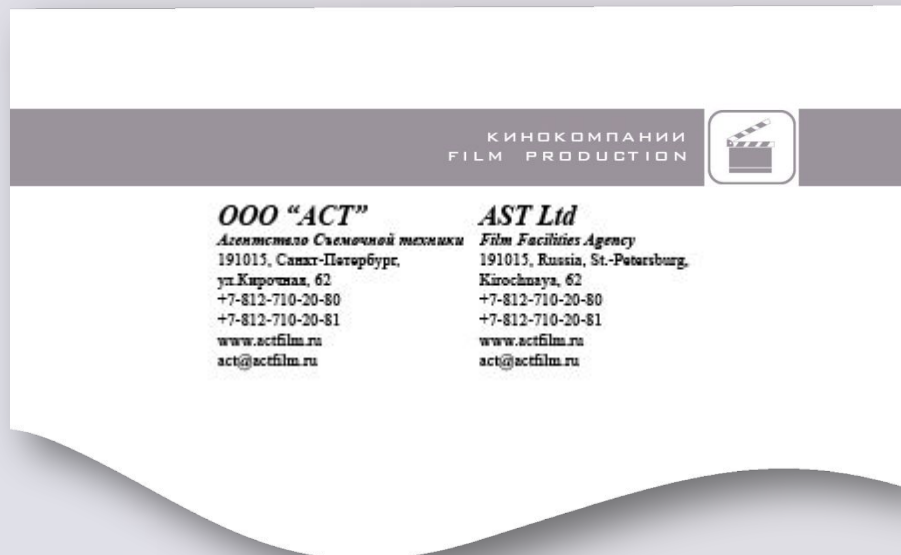 КИНОКОМПАНИИ
FILM PRODUCTION
ООО “АСТ”
Агентство Съемочной техники
191015, Санкт-Петербург,
ул.Кирочная, 62
+7-812-710-20-80
+7-812-710-20-81
www.actfilm.ru
act@actfilm.ru
AST Ltd
Film Facilities Agency
191015, Russia, St.-Petersburg,
Kirochnaya, 62
+7-812-710-20-80
+7-812-710-20-81
www.actfilm.ru
act@actfilm.ru